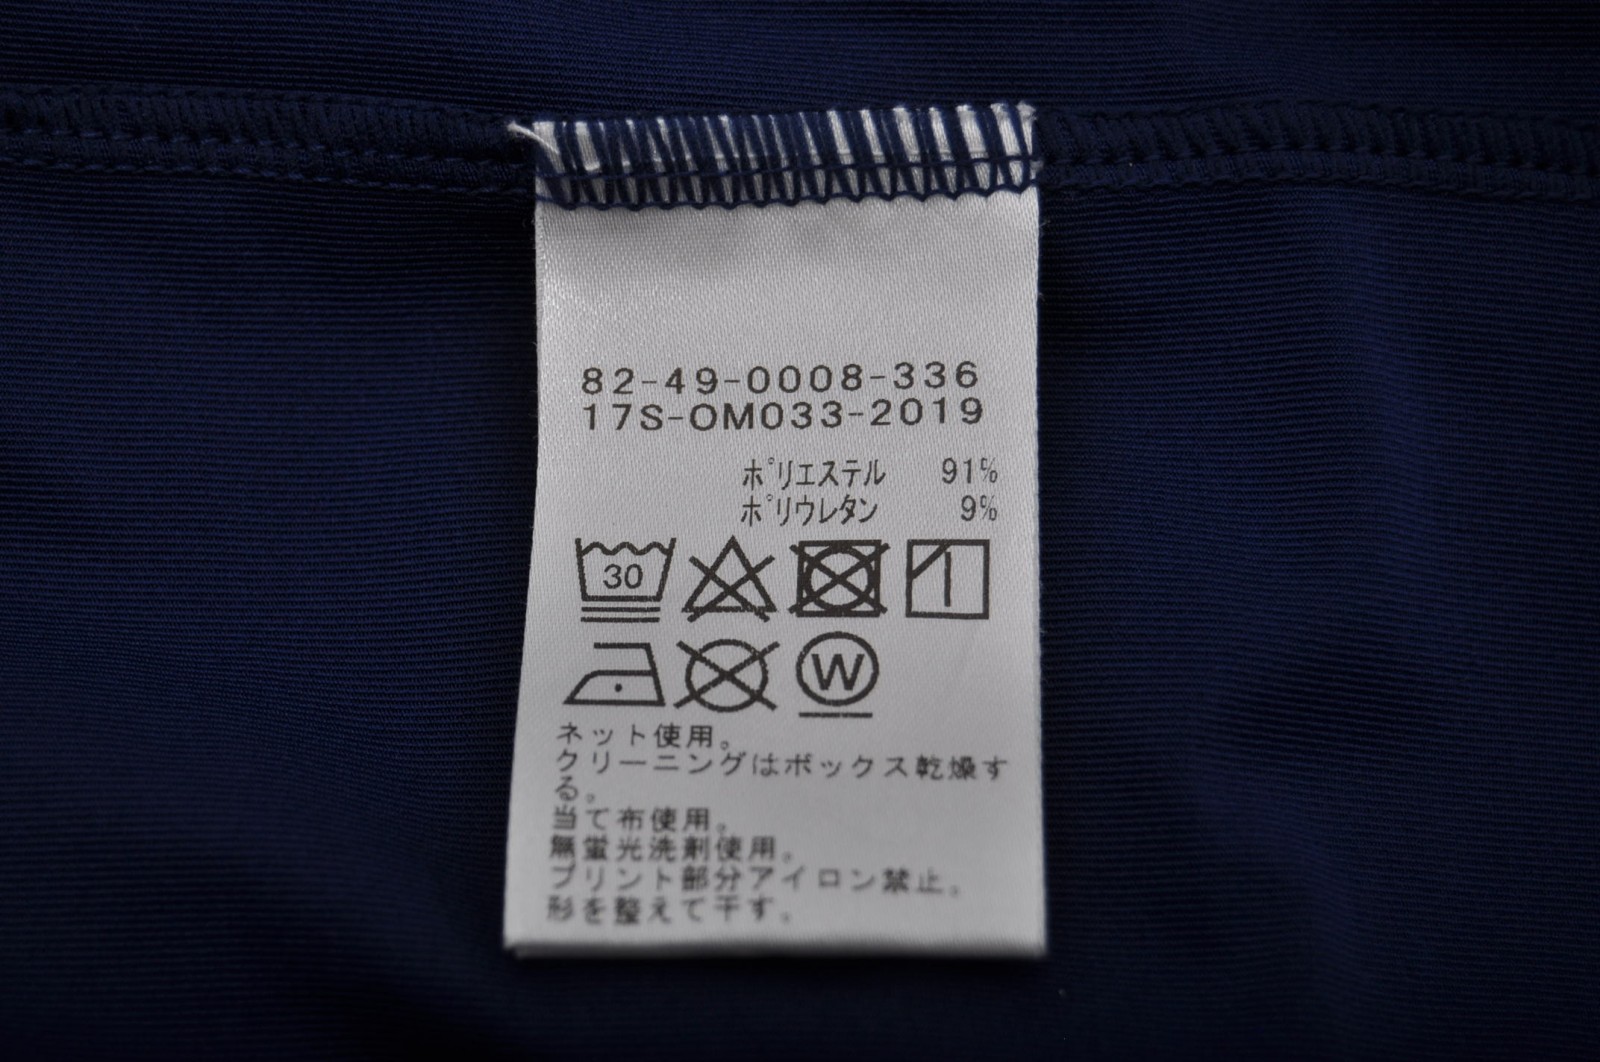 82-49-0008-336
17S-OM033-2019
ポリエステル 91%
ポリウレタン 9%
30
W
ネット使用。
クリーニングはボックス乾燥す
る。
当て布使用。
無蛍光洗剤使用。
プリント部分アイロン禁止。
形を整えて干す。